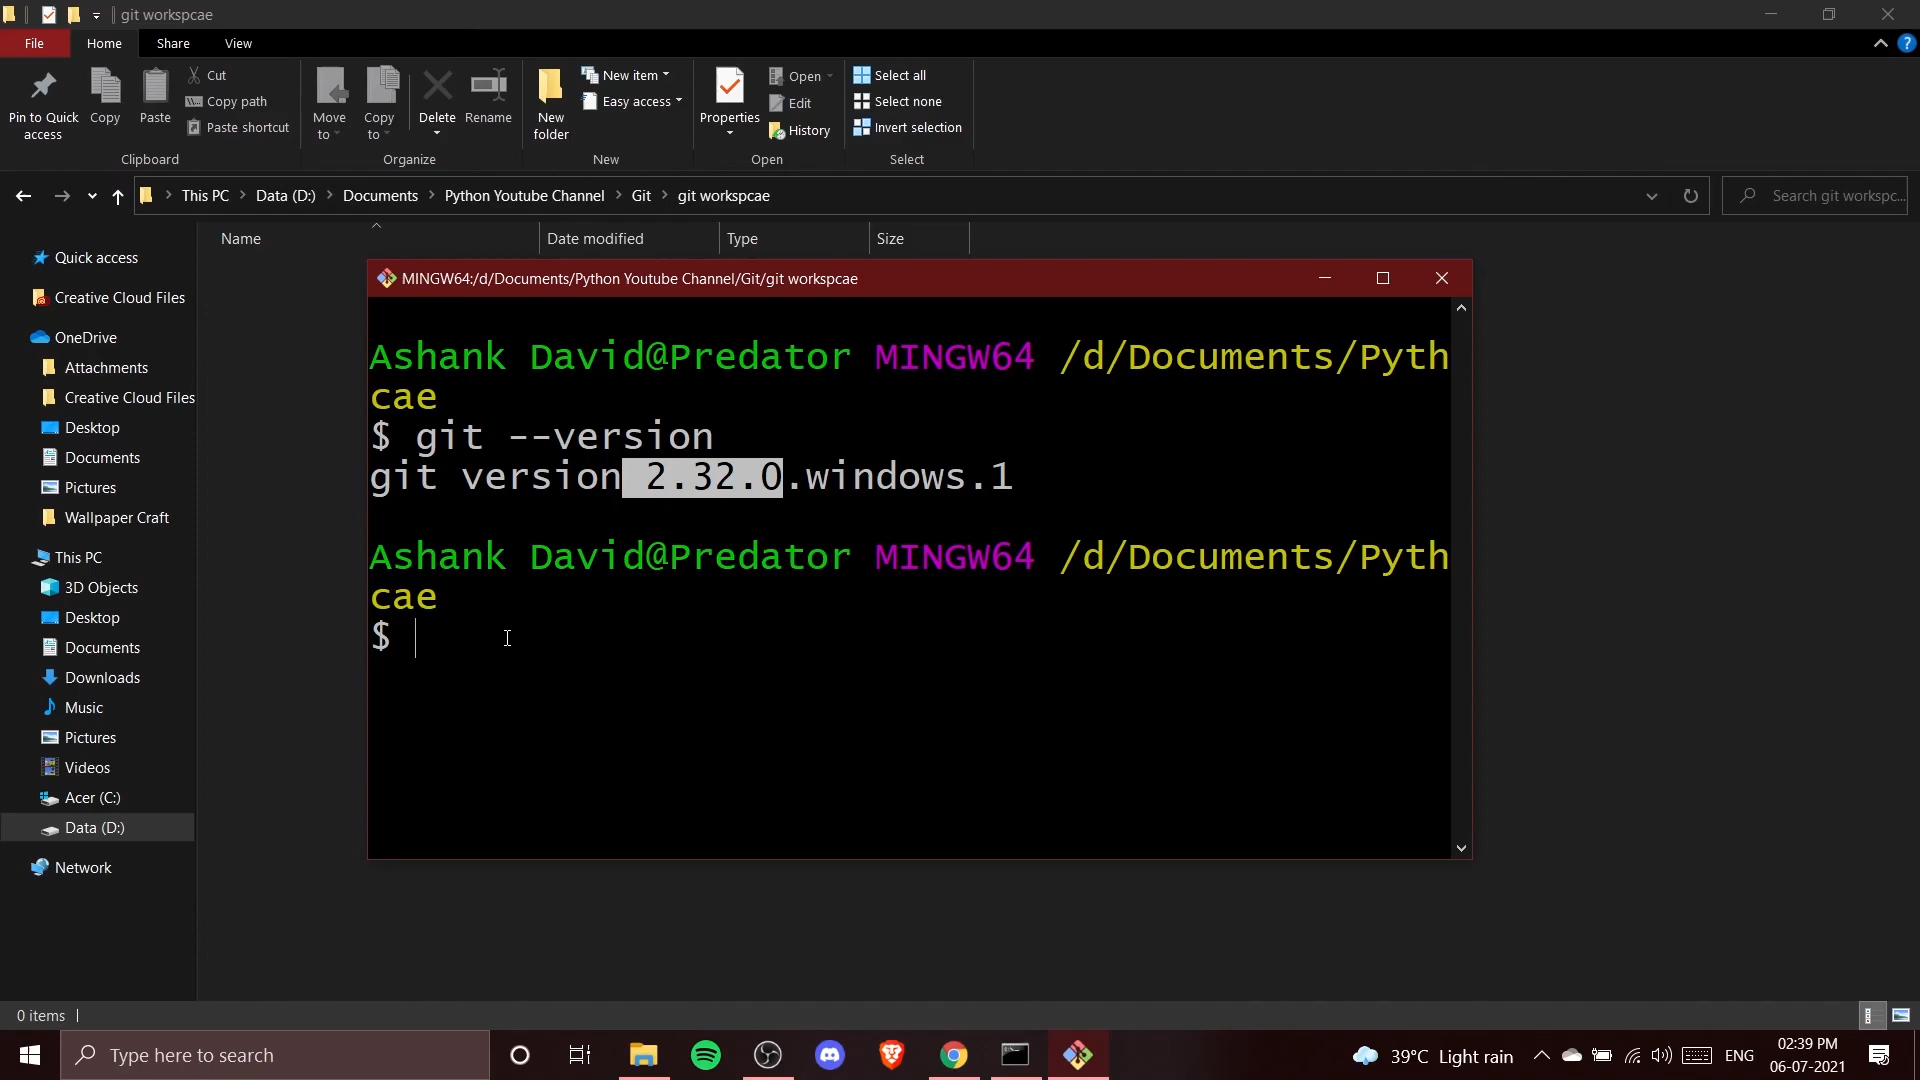 git workspcae
File Home Share View
Pin to Quick access
Copy
Paste
Cut
Copy path
Paste shortcut
Clipboard
Move to
Copy to
Delete
Rename
Organize
New folder
New item
Easy access
New
Properties
Open
Edit
History
Open
Select all
Select none
Invert selection
Select
This PC Data (D:) Documents Python Youtube Channel Git git workspcae
Search git workspc...
Name Date modified Type Size
Quick access
Creative Cloud Files
OneDrive
Attachments
Creative Cloud Files
Desktop
Documents
Pictures
Wallpaper Craft
This PC
3D Objects
Desktop
Documents
Downloads
Music
Pictures
Videos
Acer (C:)
Data (D:)
Network
MINGW64:/d/Documents/Python Youtube Channel/Git/git workspcae
Ashank David@Predator MINGW64 /d/Documents/Pyth
cae
$ git --version
git version 2.32.0.windows.1
Ashank David@Predator MINGW64 /d/Documents/Pyth
cae
$
0 items
Type here to search
39°C Light rain
ENG
02:39 PM
06-07-2021